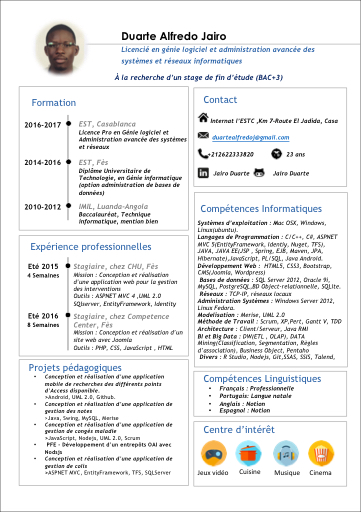 Duarte Alfredo Jairo
Licencié en génie logiciel et administration avancée des
systèmes et réseaux informatiques
À la recherche d'un stage de fin d'étude (BAC+3)
Formation
2016-2017
EST, Casablanca
Licence Pro en Génie logiciel et
Administration avancée des systèmes
et réseaux
2014-2016
EST, Fès
Diplôme Universitaire de
Technologie, en Génie informatique
(option administration de bases de
données)
2010-2012
IMIL, Luanda-Angola
Baccalauréat, Technique
informatique, mention bien
Expérience professionnelles
Eté 2015
4 Semaines
Stagiaire, chez CHU, Fès
Mission : Conception et réalisation
d'une application web pour la gestion
des interventions
Outils : ASP.NET MVC 4 ,UML 2.0
SQLserver, EntityFramework, Identity
Eté 2016
8 Semaines
Stagiaire, chez Competence
Center, Fès
Mission : Conception et réalisation d'un
site web avec Joomla
Outils : PHP, CSS, JavaScript , HTML
Projets pédagogiques
• Conception et réalisation d'une application
mobile de recherches des différents points
d'Access disponible.
>Android, UML 2.0, Github.
• Conception et réalisation d'une application de
gestion des notes
>Java, Swing, MySQL, Merise
• Conception et réalisation d'une application de
gestion de congés maladie
>JavaScript, Nodejs, UML 2.0, Scrum
• PFE - Développement d'un entrepôts OAI avec
Nodejs
• Conception et réalisation d'une application de
gestion de colis
>ASPNET MVC, EntityFramework, TFS, SQLServer
Contact
Internat l'ESTC ,Km 7-Route El Jadida, Casa
duartealfredoj@gmail.com
+212622333820
23 ans
Jairo Duarte
Jairo Duarte
Compétences Informatiques
Systèmes d'exploitation : Mac OSX, Windows,
Linux(ubuntu).
Langages de Programmation : C/C++, C#, ASPNET
MVC 5(EntityFramework, Identiy, Nuget, TFS),
JAVA, JAVA EE/JSP , Spring, EJB, Maven, JPA,
Hibernate),JavaScript, PL/SQL, Java Android.
Développement Web : HTML5, CSS3, Bootstrap,
CMS(Joomla, Wordpress)
Bases de données : SQL Server 2012, Oracle 9i,
MySQL, PostgreSQL,BD Object-relationelle, SQLite.
Réseaux : TCP-IP, réseaux locaux
Administration Systèmes : Windows Server 2012,
Linux Fedora.
Modelisation : Merise, UML 2.0
Méthode de Travail : Scrum, XP,Pert, Gantt V, TDD
Architecture : Client/Serveur, Java RMI
BI et Big Data : DW/ETL , OLAP), DATA
Mining(Classification, Segmentation, Règles
d'association), Business Object, Pentaho
Divers : R Studio, Nodejs, Git,SSAS, SSIS, Talend,
Compétences Linguistiques
• Français : Professionnelle
• Portugais: Langue natale
• Anglais : Notion
• Espagnol : Notion
Centre d'intérêt
Jeux vidéo
Cuisine
Musique
Cinema